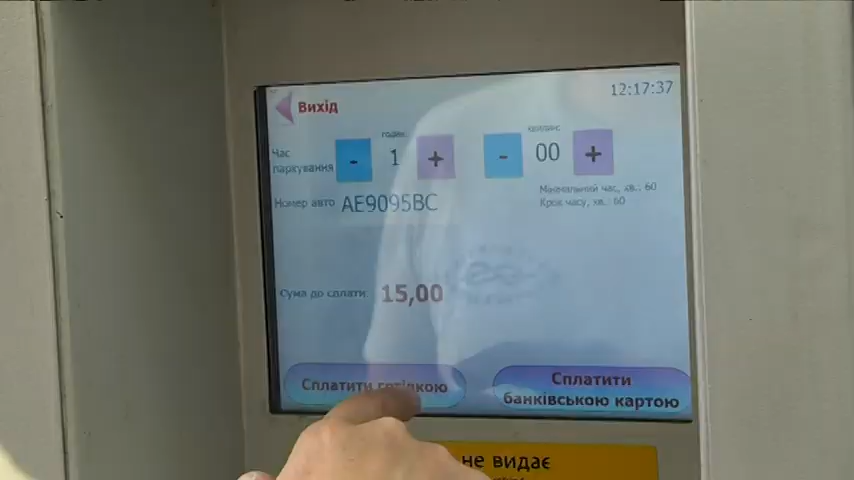 Вихід
12:17:37
годин:
хвилин:
Час
паркування
- 1 +
- 00 +
Мінімальний час, хв.: 60
Крок часу, хв.: 60
Номер авто AE9095BC
Сума до сплати: 15,00
Сплатити готівкою
Сплатити
банківською картою
не видає